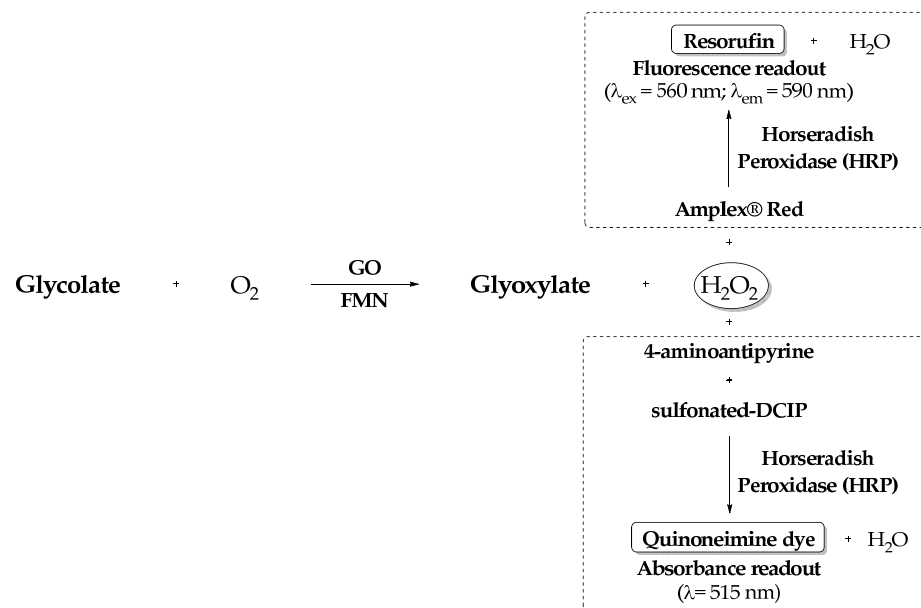 Resorufin + H₂O
Fluorescence readout
(λex = 560 nm; λem = 590 nm)
Horseradish
Peroxidase (HRP)
Amplex® Red
+
GO
Glycolate + O₂ Glyoxylate + H₂O₂
FMN
+
4-aminoantipyrine
+
sulfonated-DCIP
Horseradish
Peroxidase (HRP)
Quinoneimine dye + H₂O
Absorbance readout
(λ= 515 nm)